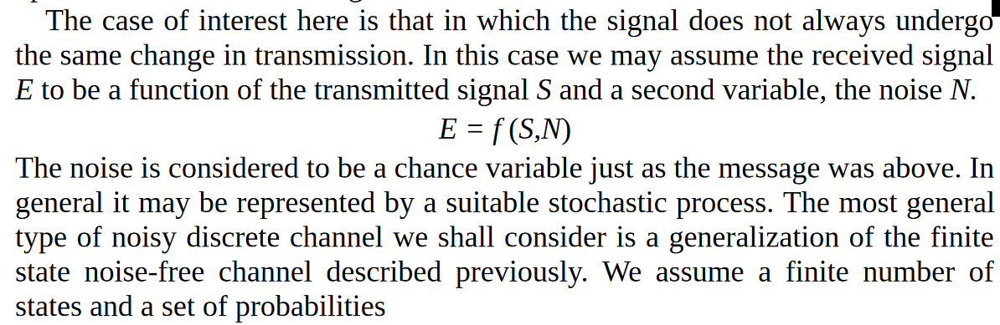 The case of interest here is that in which the signal does not always undergo
the same change in transmission. In this case we may assume the received signal
E to be a function of the transmitted signal S and a second variable, the noise N.
E = f (S,N)
The noise is considered to be a chance variable just as the message was above. In
general it may be represented by a suitable stochastic process. The most general
type of noisy discrete channel we shall consider is a generalization of the finite
state noise-free channel described previously. We assume a finite number of
states and a set of probabilities